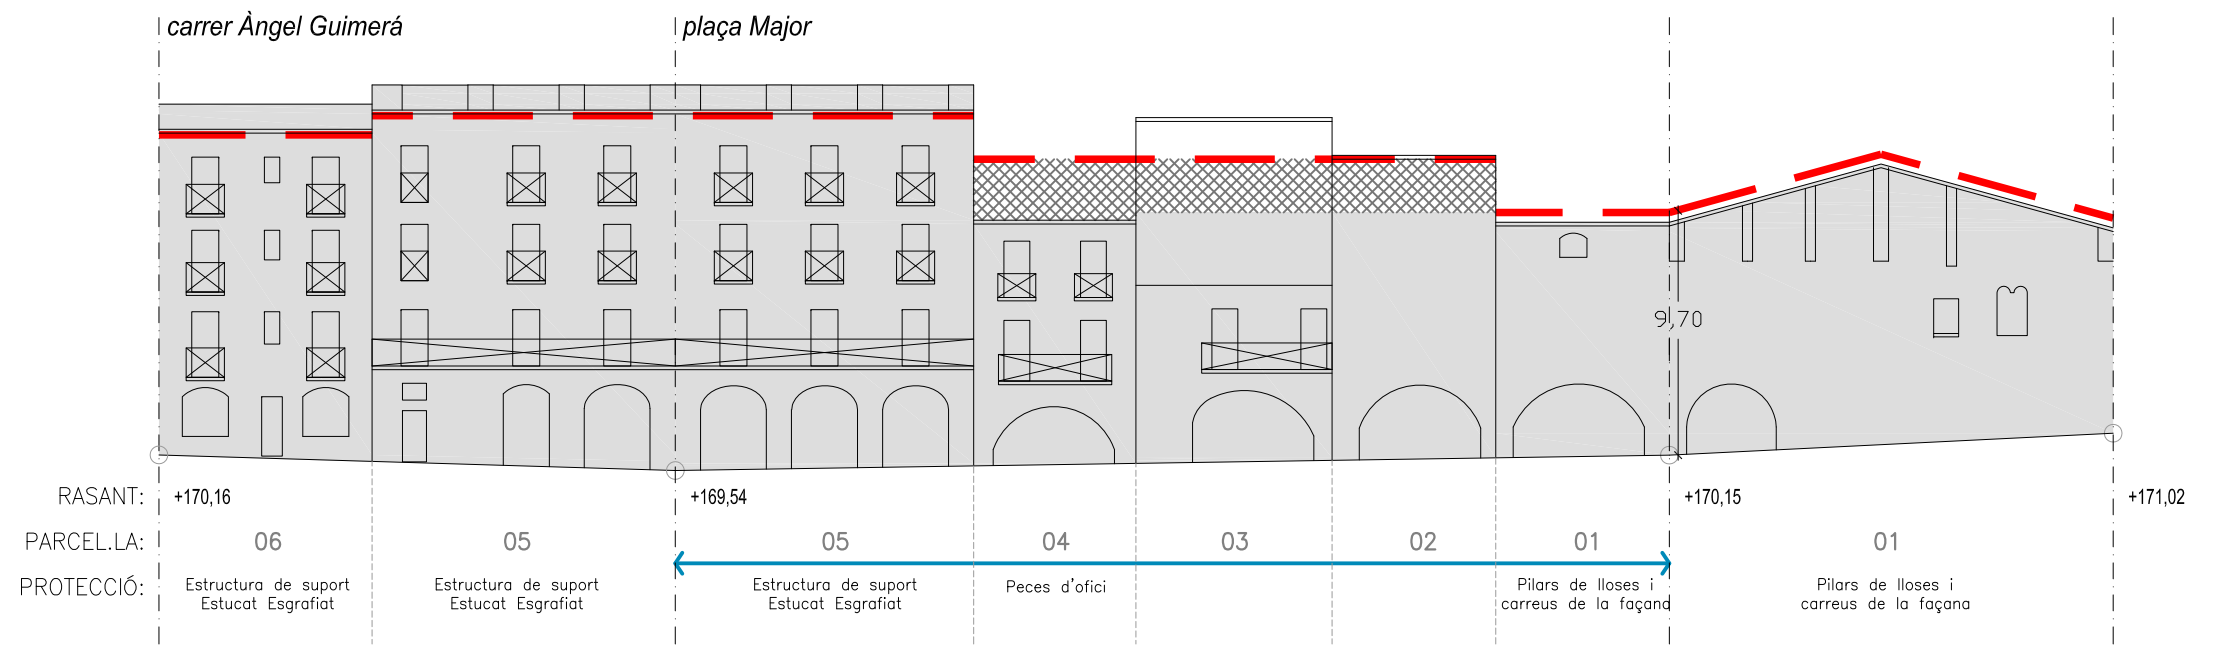 carrer Àngel Guimerá
plaça Major
9,70
RASANT:
+170,16
+169,54
+170,15
+171,02
PARCEL.LA:
06
05
05
04
03
02
01
01
PROTECCIÓ:
Estructura de suport
Estucat Esgrafiat
Estructura de suport
Estucat Esgrafiat
Estructura de suport
Estucat Esgrafiat
Peces d'ofici
Pilars de lloses i
carreus de la façana
Pilars de lloses i
carreus de la façana